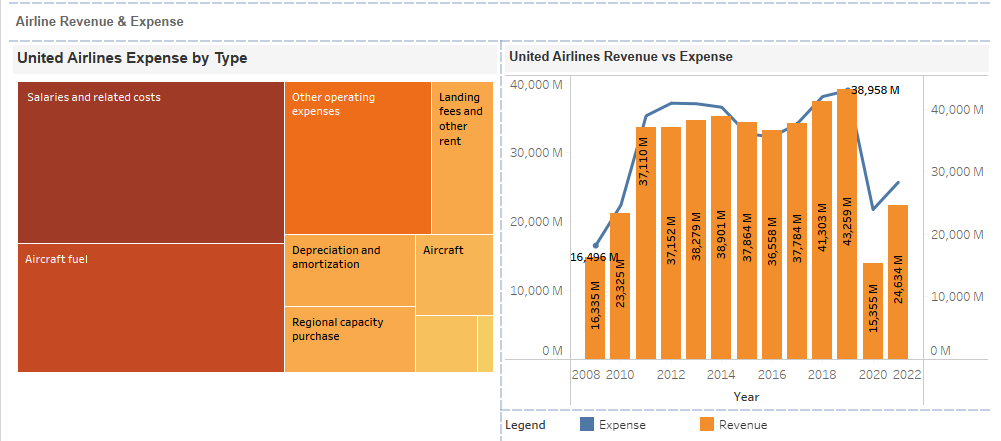 Airline Revenue & Expense
United Airlines Expense by Type
Salaries and related costs
Other operating
expenses
Landing
fees and
other
rent
Aircraft fuel
Depreciation and
amortization
Aircraft
Regional capacity
purchase
United Airlines Revenue vs Expense
40,000 M
30,000 M
20,000 M
10,000 M
0 M
16,496 M
38,958 M
16,335 M
23,325 M
37,110 M
37,152 M
38,279 M
38,901 M
37,864 M
36,558 M
37,784 M
41,303 M
43,259 M
15,355 M
24,634 M
40,000 M
30,000 M
20,000 M
10,000 M
0 M
2008 2010 2012 2014 2016 2018 2020 2022
Year
Legend Expense Revenue